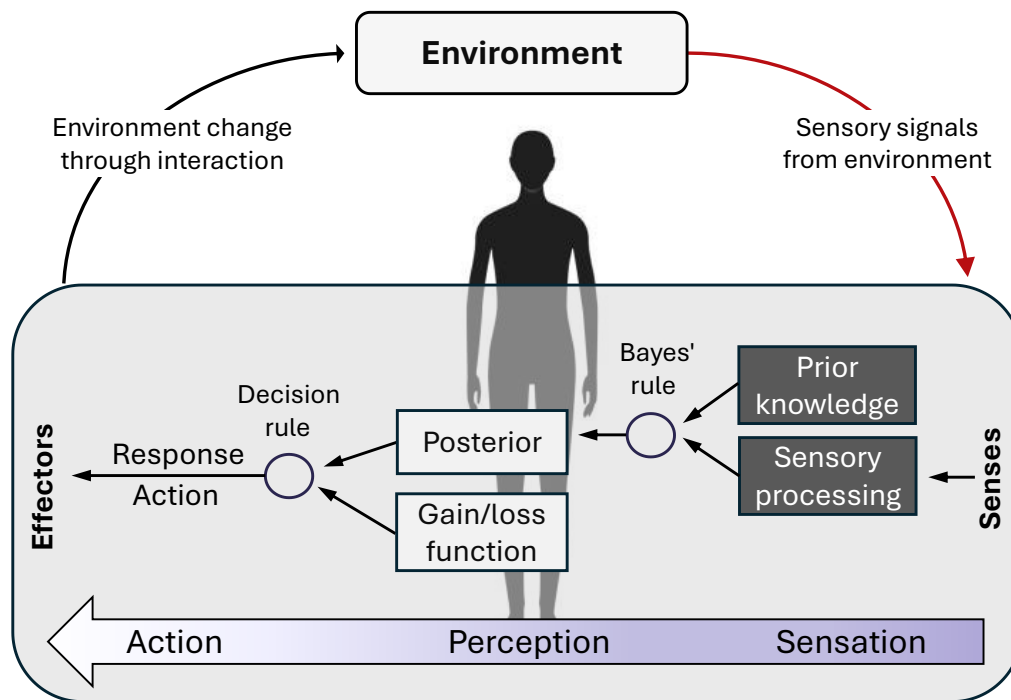 Environment
Environment change
through interaction
Sensory signals
from environment
Bayes'
rule
Prior
knowledge
Decision
rule
Posterior
Sensory
processing
Response
Action
Gain/loss
function
Effectors
Senses
Action
Perception
Sensation